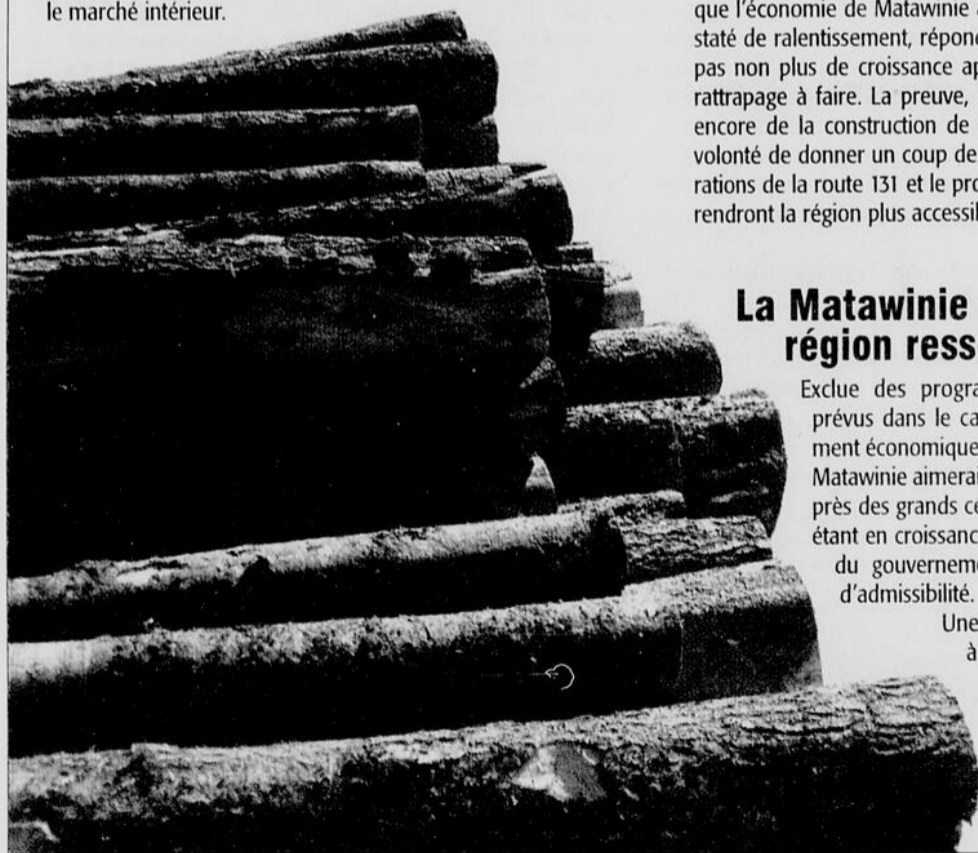 le marché intérieur.
que l'économie de Matawinie
staté de ralentissement, répond
pas non plus de croissance ap
rattrapage à faire. La preuve,
encore de la construction de
volonté de donner un coup de
rations de la route 131 et le pro
rendront la région plus accessil
La Matawinie
région ress
Exclue des progra
prévus dans le ca
ment économique
Matawinie aimerai
près des grands ce
étant en croissanc
du gouverneme
d'admissibilité.
Une
à